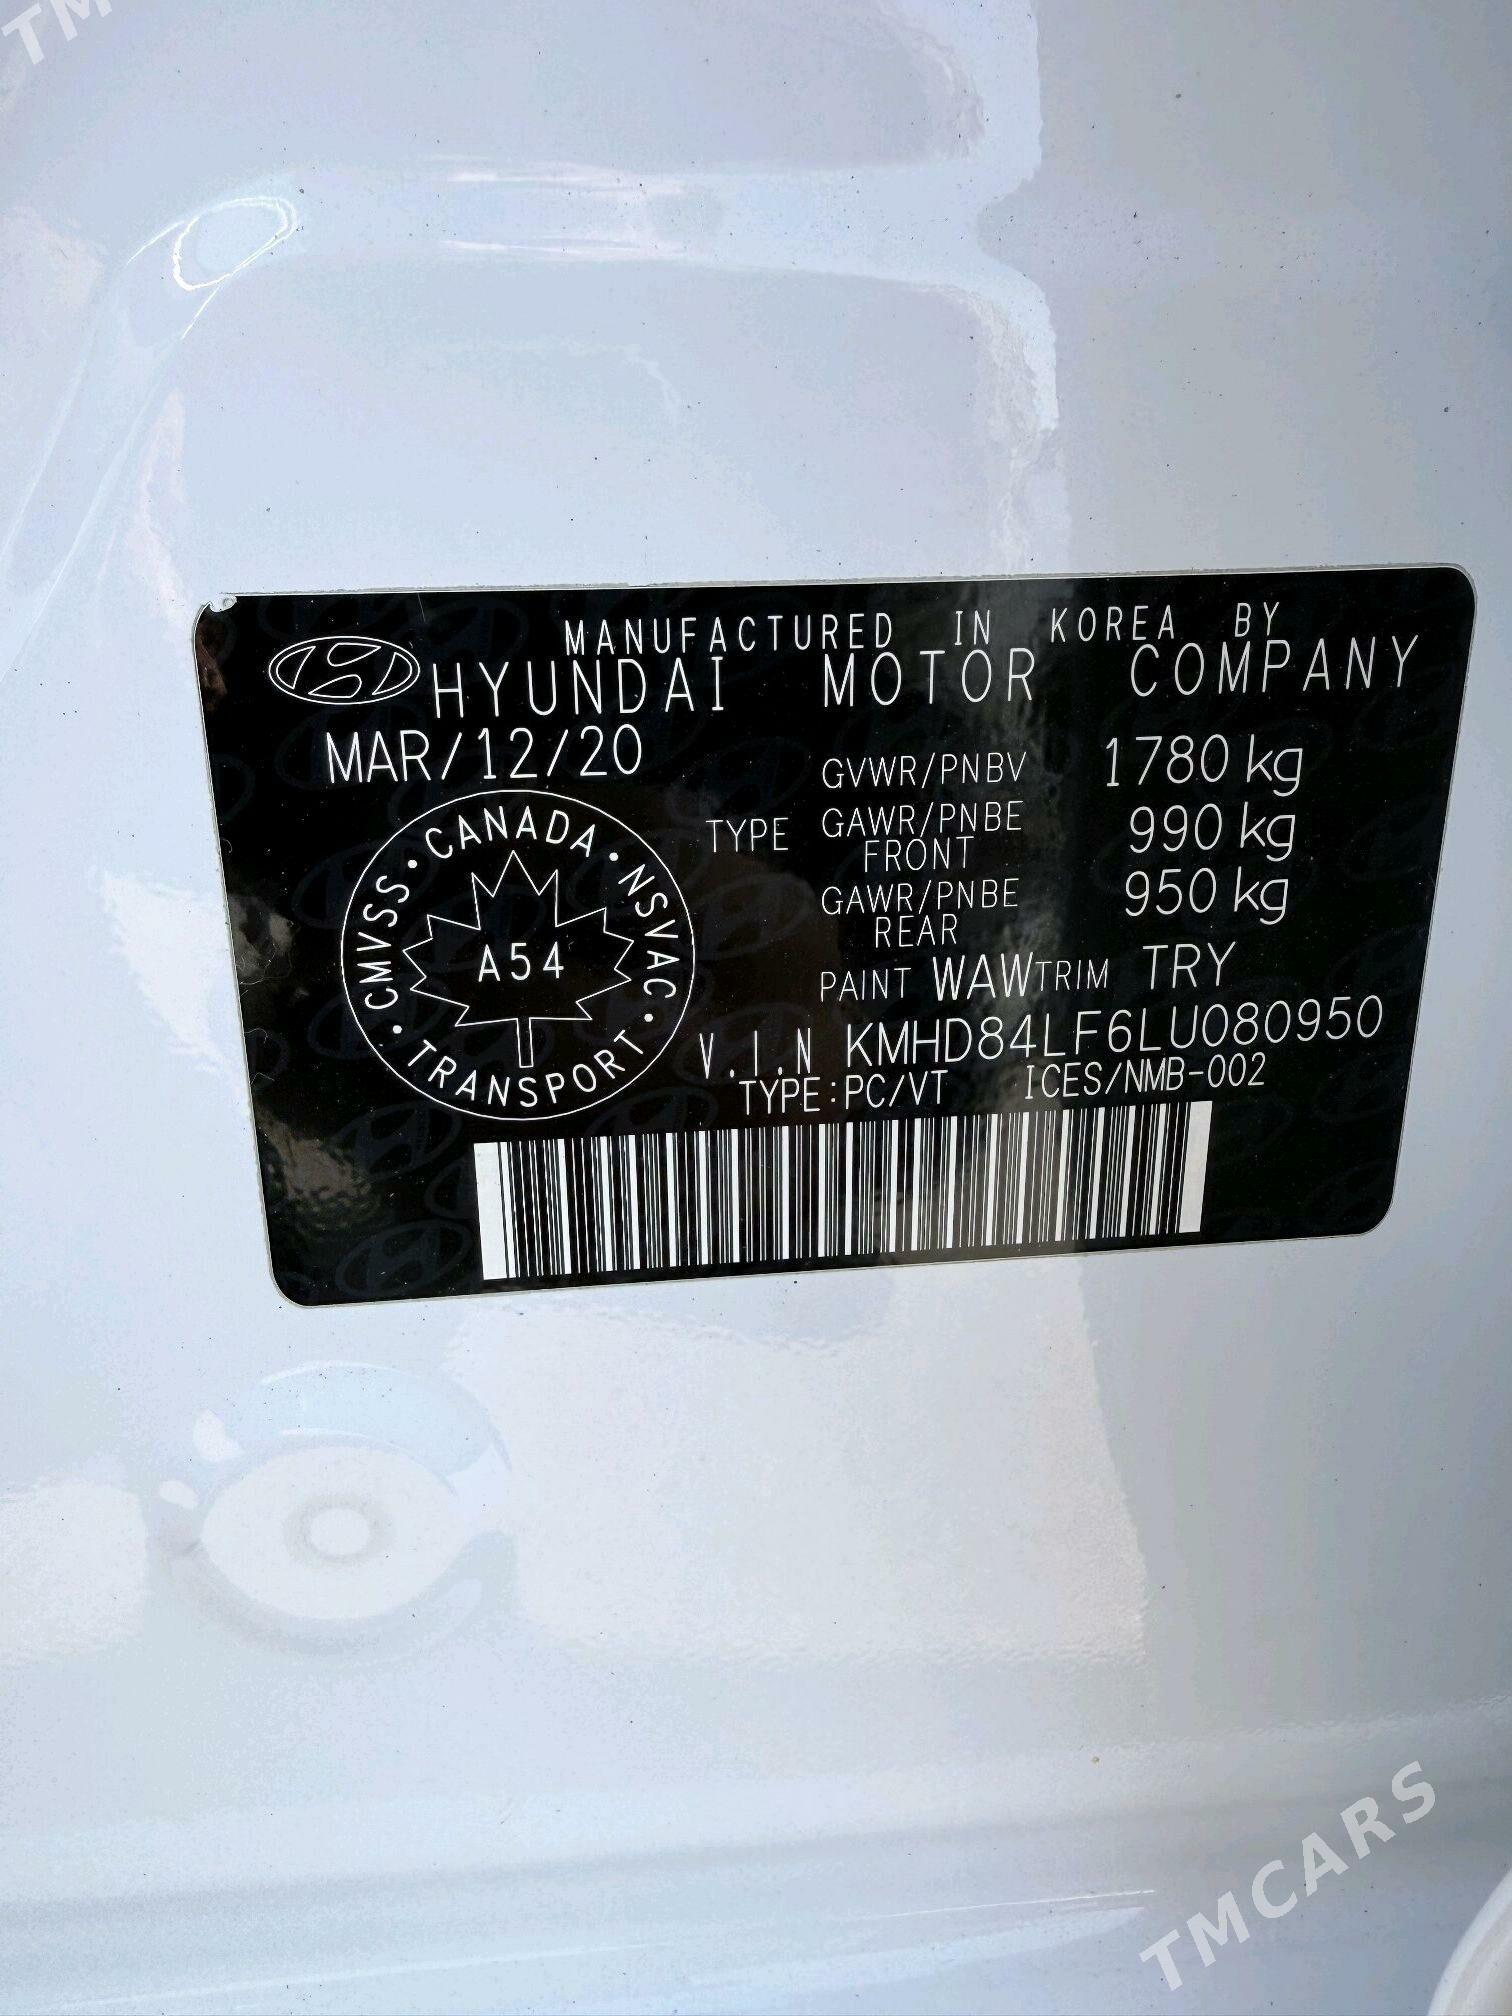 TM
MANUFACTURED IN KOREA BY
HYUNDAI MOTOR COMPANY
MAR/12/20
GVWR/PNBV 1780 kg
TYPE GAWR/PNBE FRONT 990 kg
GAWR/PNBE REAR 950 kg
PAINT WAW TRIM TRY
V.I.N KMHD84LF6LU080950
TYPE:PC/VT ICES/NMB-002
CMVSS · CANADA · NSVAC · TRANSPORT ·
A54
TMCARS